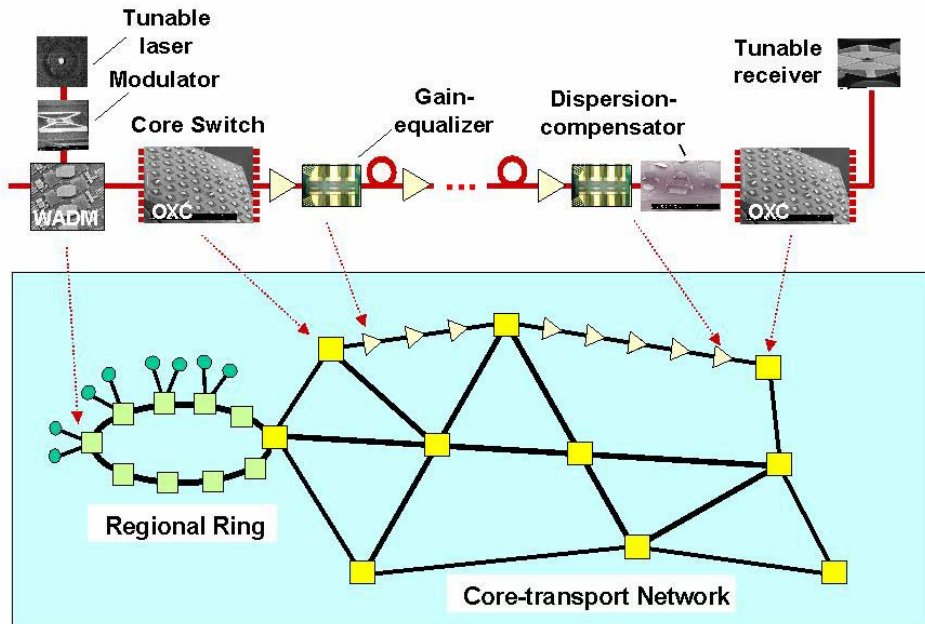 Tunable
laser
Modulator
Core Switch
Gain-
equalizer
Dispersion-
compensator
Tunable
receiver
WADM
OXC
OXC
Regional Ring
Core-transport Network